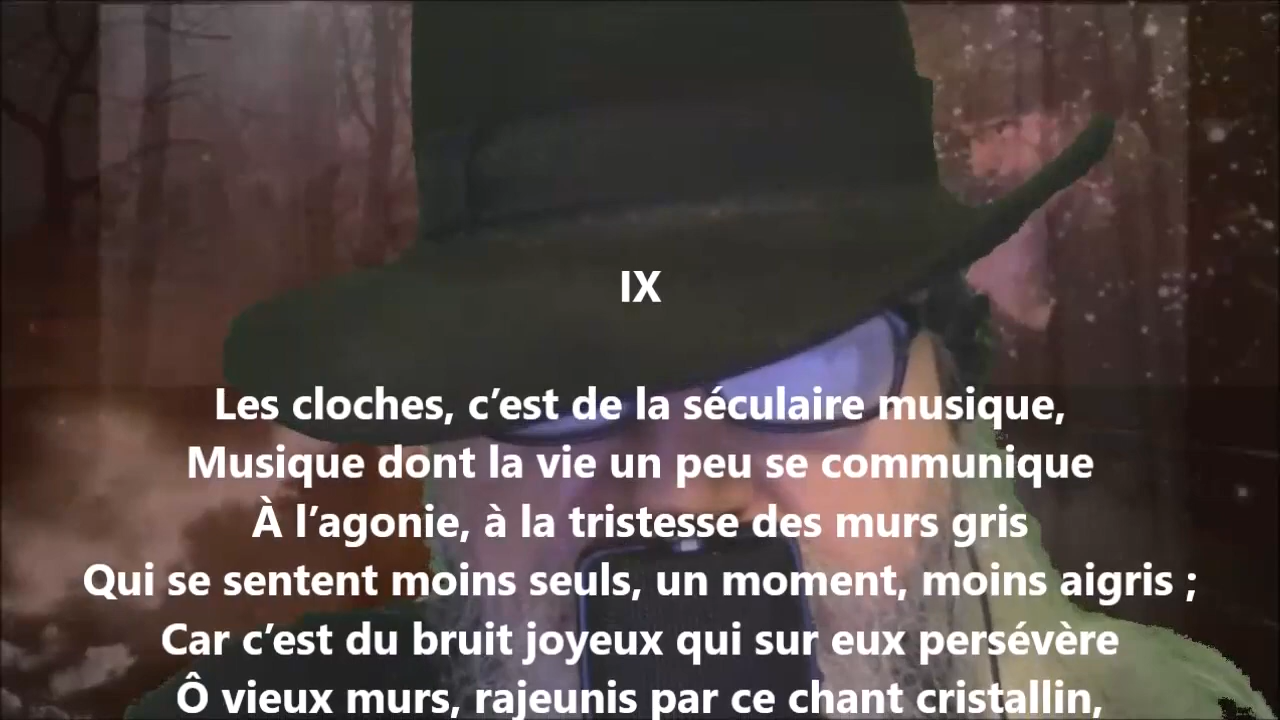 IX
Les cloches, c’est de la séculaire musique,
Musique dont la vie un peu se communique
À l’agonie, à la tristesse des murs gris
Qui se sentent moins seuls, un moment, moins aigris ;
Car c’est du bruit joyeux qui sur eux persévère
Ô vieux murs, rajeunis par ce chant cristallin,